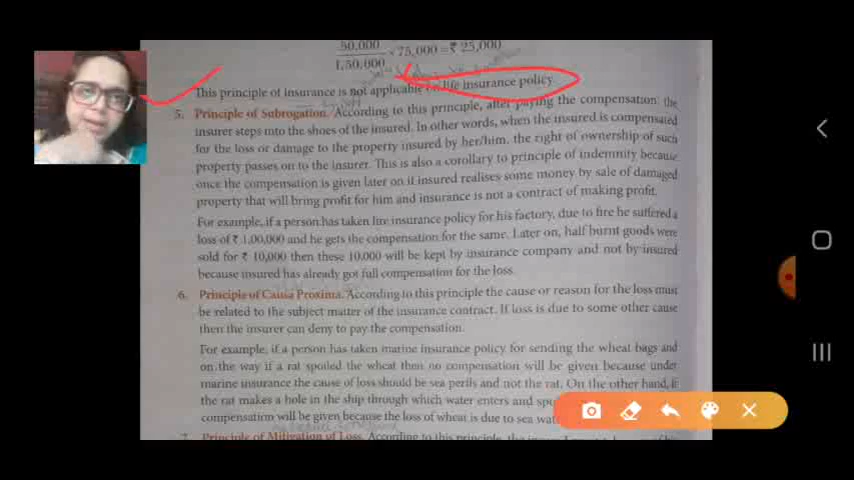 50,000
1,50,000 × 75,000 = ₹ 25,000
This principle of insurance is not applicable on life insurance policy.
5. Principle of Subrogation. According to this principle, after paying the compensation the
insurer steps into the shoes of the insured. In other words, when the insured is compensated
for the loss or damage to the property insured by her/him. the right of ownership of such
property passes on to the insurer. This is also a corollary to principle of indemnity because
once the compensation is given later on if insured realises some money by sale of damaged
property that will bring profit for him and insurance is not a contract of making profit.
For example, if a person has taken fire insurance policy for his factory, due to fire he suffered a
loss of ₹ 1,00,000 and he gets the compensation for the same. Later on, half burnt goods were
sold for ₹ 10,000 then these 10,000 will be kept by insurance company and not by insured
because insured has already got full compensation for the loss.
6. Principle of Causa Proxima. According to this principle the cause or reason for the loss must
be related to the subject matter of the insurance contract. If loss is due to some other cause
then the insurer can deny to pay the compensation.
For example, if a person has taken marine insurance policy for sending the wheat bags and
on the way if a rat spoiled the wheat then no compensation will be given because under
marine insurance the cause of loss should be sea perils and not the rat. On the other hand, if
the rat makes a hole in the ship through which water enters and
compensation will be given because the loss of wheat is due to sea
7. Principle of Mitigation of Loss. According to this principle, the